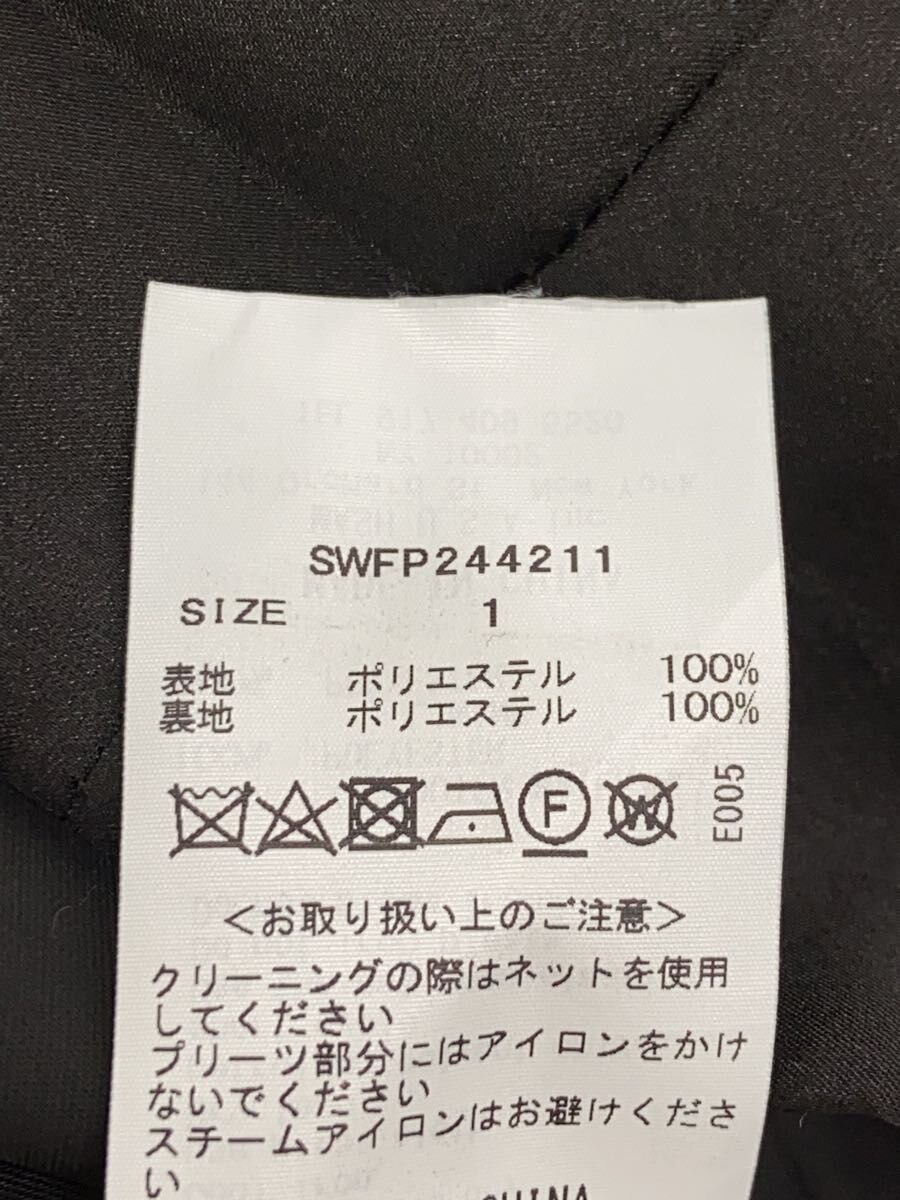 SWFP244211
SIZE 1
表地 ポリエステル 100%
裏地 ポリエステル 100%
F W E005
<お取り扱い上のご注意>
クリーニングの際はネットを使用
してください
プリーツ部分にはアイロンをかけ
ないでください
スチームアイロンはお避けくださ
い
CHINA